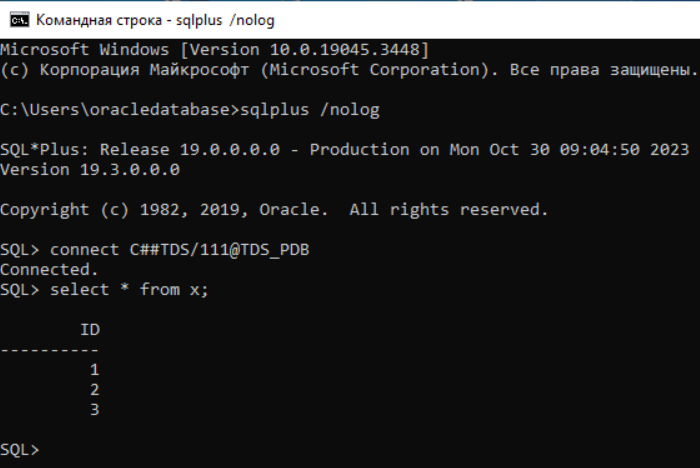 Командная строка - sqlplus /nolog
Microsoft Windows [Version 10.0.19045.3448]
(c) Корпорация Майкрософт (Microsoft Corporation). Все права защищены.
C:\Users\oracledatabase>sqlplus /nolog
SQL*Plus: Release 19.0.0.0.0 - Production on Mon Oct 30 09:04:50 2023
Version 19.3.0.0.0
Copyright (c) 1982, 2019, Oracle.  All rights reserved.
SQL> connect C##TDS/111@TDS_PDB
Connected.
SQL> select * from x;
ID
----------
1
2
3
SQL>